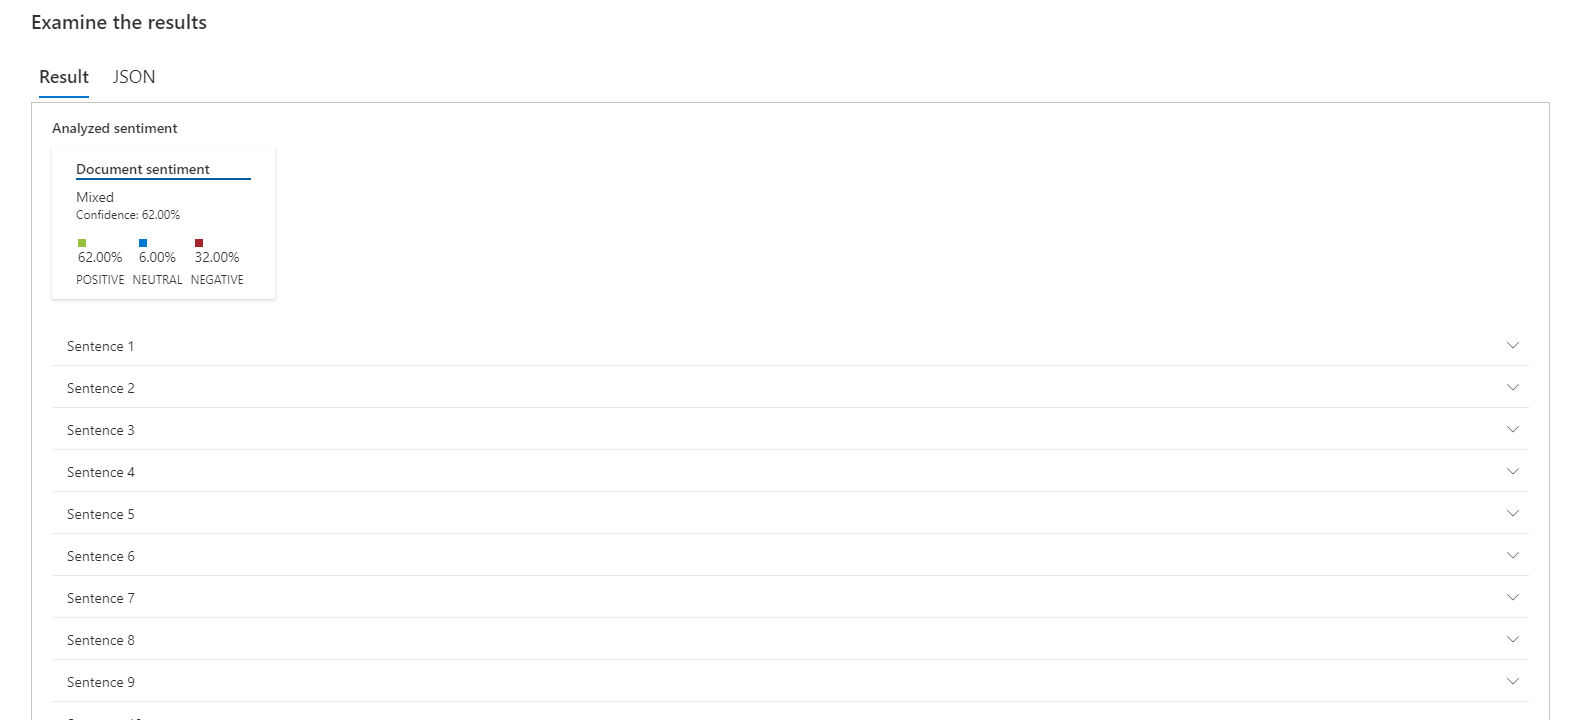 Examine the results
Result JSON
Analyzed sentiment
Document sentiment
Mixed
Confidence: 62.00%
62.00% 6.00% 32.00%
POSITIVE NEUTRAL NEGATIVE
Sentence 1
Sentence 2
Sentence 3
Sentence 4
Sentence 5
Sentence 6
Sentence 7
Sentence 8
Sentence 9